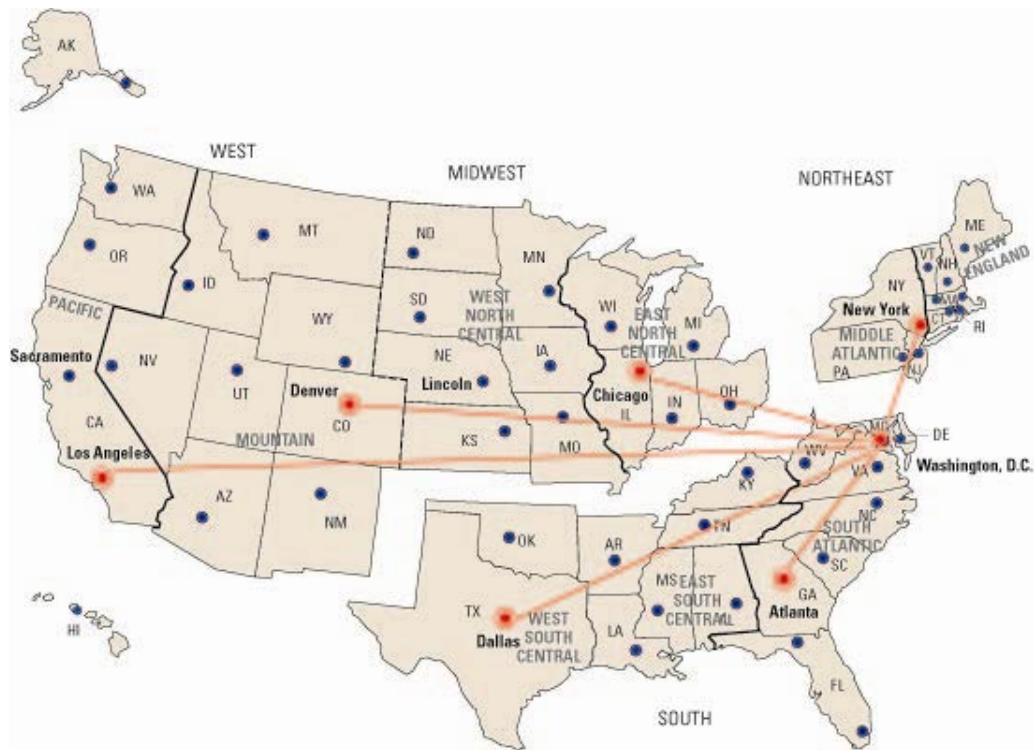 AK
WEST
MIDWEST
NORTHEAST
WA
MT
ND
MN
ME
OR
ID
SD
WI
MI
VT
NH
NEW
ENGLAND
NY
PACIFIC
WY
WEST
NORTH
CENTRAL
EAST
NORTH
CENTRAL
New York
MA
CT
RI
MIDDLE
ATLANTIC
PA
NJ
Sacramento
NV
UT
NE
Lincoln
IA
Denver
CO
Chicago
IL
IN
OH
CA
MOUNTAIN
KS
MO
WV
MD
DE
VA
Washington, D.C.
Los Angeles
AZ
NM
KY
NC
OK
AR
TN
SOUTH
ATLANTIC
SC
TX
Dallas
WEST
SOUTH
CENTRAL
LA
MS
EAST
SOUTH
CENTRAL
AL
GA
Atlanta
HI
FL
SOUTH